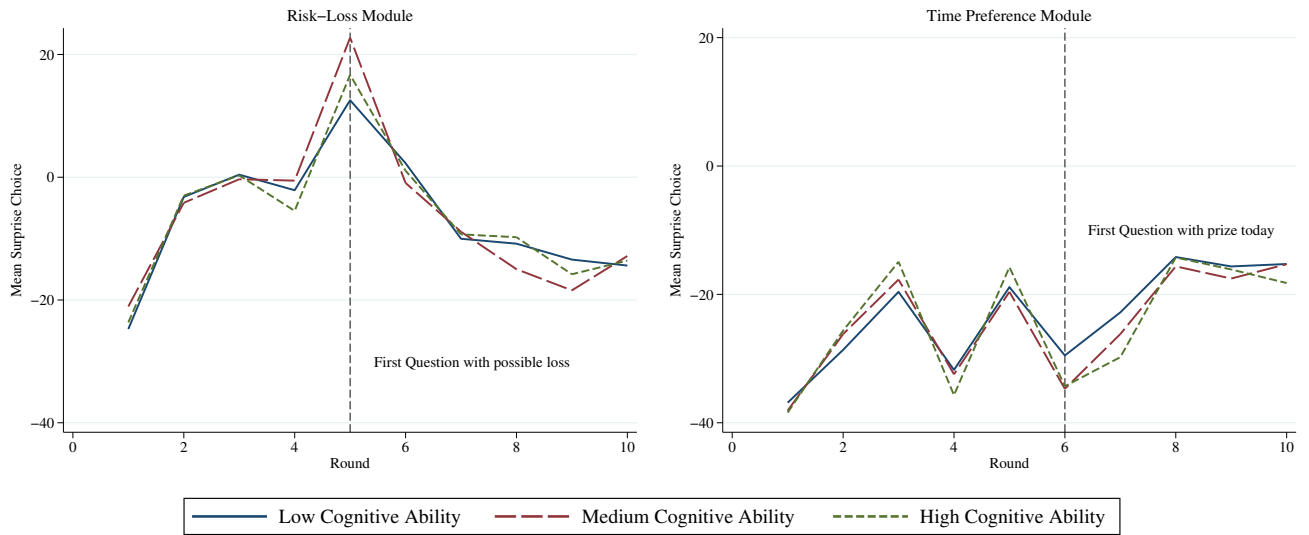 Risk–Loss Module
20
0
−20
−40
Mean Surprise Choice
First Question with possible loss
0 2 4 6 8 10
Round
Time Preference Module
20
0
−20
−40
Mean Surprise Choice
First Question with prize today
0 2 4 6 8 10
Round
Low Cognitive Ability Medium Cognitive Ability High Cognitive Ability